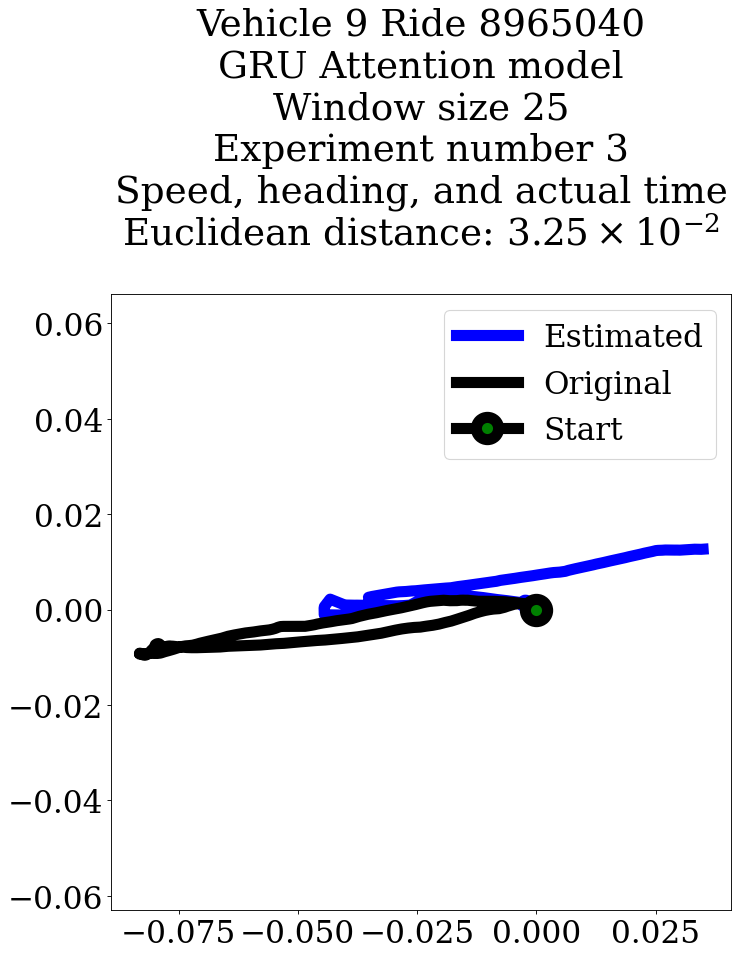 Vehicle 9 Ride 8965040
GRU Attention model
Window size 25
Experiment number 3
Speed, heading, and actual time
Euclidean distance: 3.25 × 10⁻²
Estimated
Original
Start
0.06
0.04
0.02
0.00
−0.02
−0.04
−0.06
−0.075 −0.050 −0.025 0.000 0.025